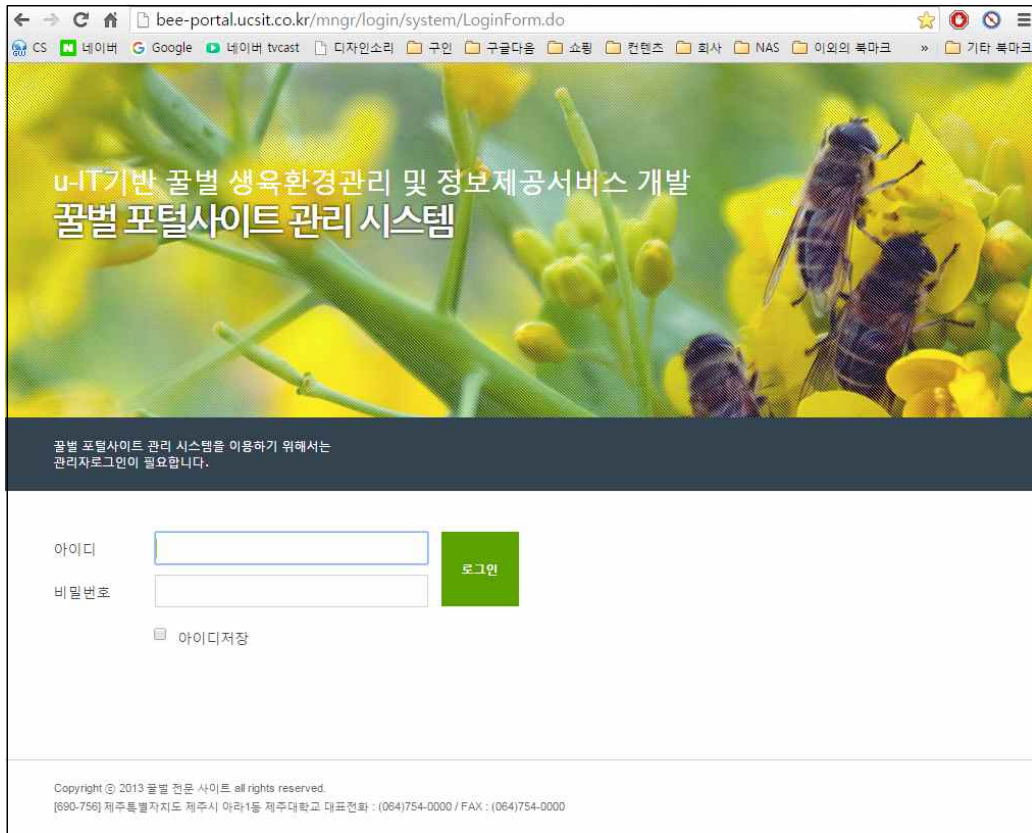 bee-portal.ucsit.co.kr/mngr/login/system/LoginForm.do
CS 네이버 Google 네이버 tvcast 디자인소리 구인 구글다음 쇼핑 컨텐츠 회사 NAS 이외의 북마크 » 기타 북마크
u-IT기반 꿀벌 생육환경관리 및 정보제공서비스 개발
꿀벌 포털사이트 관리 시스템
꿀벌 포털사이트 관리 시스템을 이용하기 위해서는
관리자로그인이 필요합니다.
아이디
로그인
비밀번호
아이디저장
Copyright ⓒ 2013 꿀벌 전문 사이트 all rights reserved.
[690-756] 제주특별자치도 제주시 아라1동 제주대학교 대표전화 : (064)754-0000 / FAX : (064)754-0000